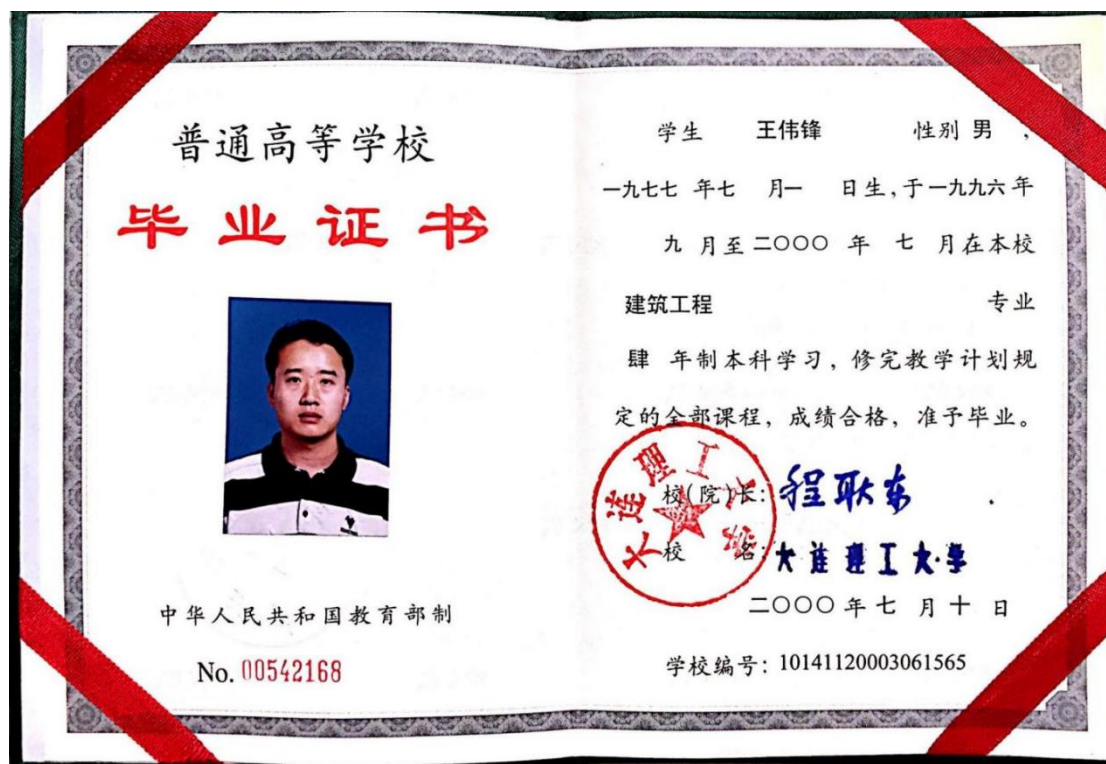 普通高等学校
毕业证书
中华人民共和国教育部制
No. 00542168
学生 王伟锋 性别 男 ,
一九七七 年七 月一 日生,于一九九六年
九 月至二〇〇〇 年 七 月在本校
建筑工程 专业
肆 年制本科学习,修完教学计划规
定的全部课程,成绩合格,准予毕业。
大连理工大学
校(院)长:程耿东
校 名:大连理工大学
二〇〇〇年七 月十 日
学校编号:10141120003061565